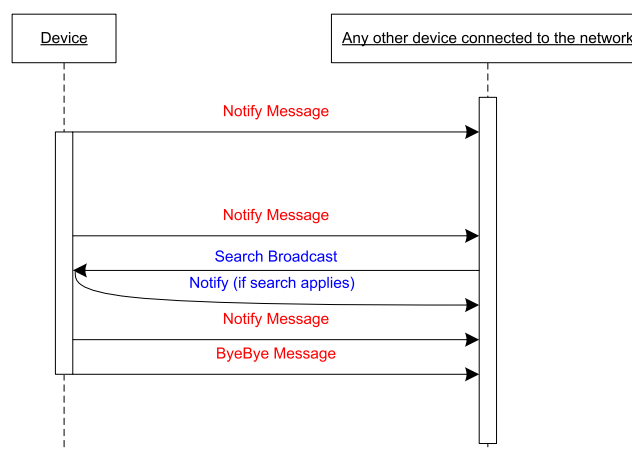 Device
Any other device connected to the network
Notify Message
Notify Message
Search Broadcast
Notify (if search applies)
Notify Message
ByeBye Message